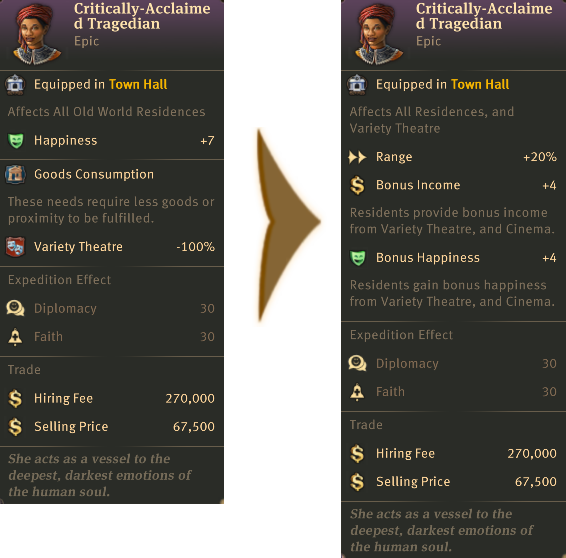 Critically-Acclaime
d Tragedian
Epic
Equipped in Town Hall
Affects All Old World Residences
Happiness +7
Goods Consumption
These needs require less goods or
proximity to be fulfilled.
Variety Theatre -100%
Expedition Effect
Diplomacy 30
Faith 30
Trade
Hiring Fee 270,000
Selling Price 67,500
She acts as a vessel to the
deepest, darkest emotions of
the human soul.
Critically-Acclaime
d Tragedian
Epic
Equipped in Town Hall
Affects All Residences, and
Variety Theatre
Range +20%
Bonus Income +4
Residents provide bonus income
from Variety Theatre, and Cinema.
Bonus Happiness +4
Residents gain bonus happiness
from Variety Theatre, and Cinema.
Expedition Effect
Diplomacy 30
Faith 30
Trade
Hiring Fee 270,000
Selling Price 67,500
She acts as a vessel to the
deepest, darkest emotions of
the human soul.